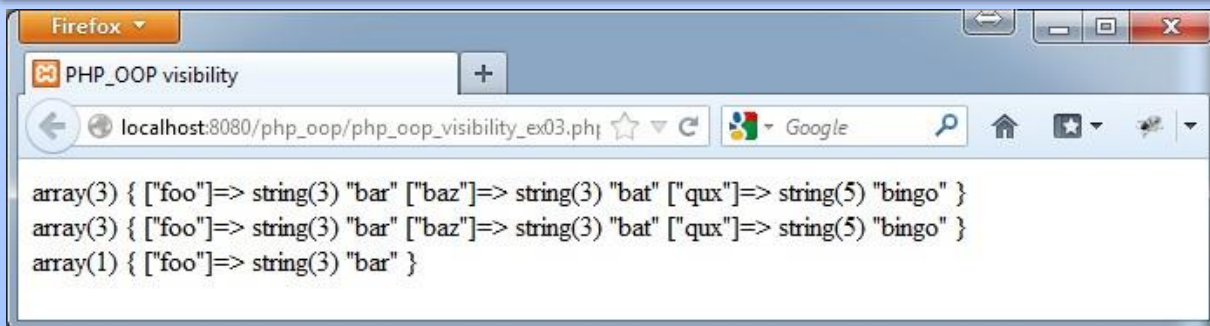 Firefox
PHP_OOP visibility
localhost:8080/php_oop/php_oop_visibility_ex03.php
Google
array(3) { ["foo"]=> string(3) "bar" ["baz"]=> string(3) "bat" ["qux"]=> string(5) "bingo" }
array(3) { ["foo"]=> string(3) "bar" ["baz"]=> string(3) "bat" ["qux"]=> string(5) "bingo" }
array(1) { ["foo"]=> string(3) "bar" }